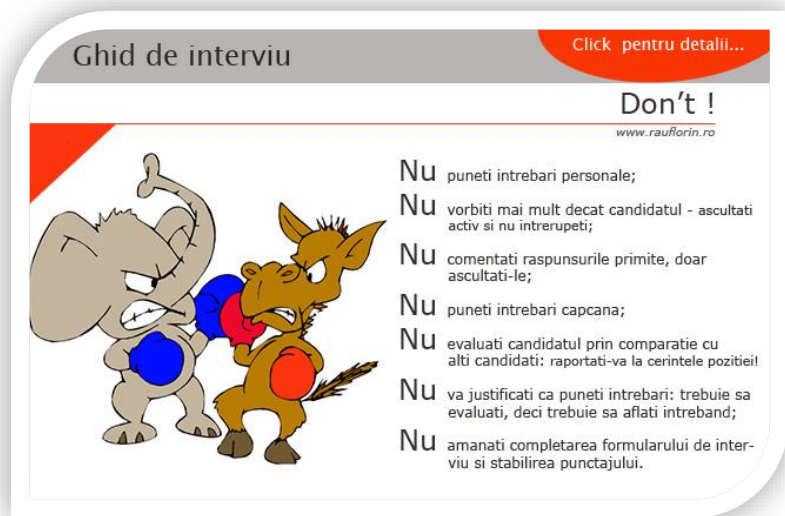 Ghid de interviu
Click pentru detalii...
Don't !
www.rauflorin.ro
Nu puneti intrebari personale;
Nu vorbiti mai mult decat candidatul - ascultati
activ si nu intrerupeti;
Nu comentati raspunsurile primite, doar
ascultati-le;
Nu puneti intrebari capcana;
Nu evaluati candidatul prin comparatie cu
alti candidati: raportati-va la cerintele pozitiei!
Nu va justificati ca puneti intrebari: trebuie sa
evaluati, deci trebuie sa aflati intreband;
Nu amanati completarea formularului de inter-
viu si stabilirea punctajului.